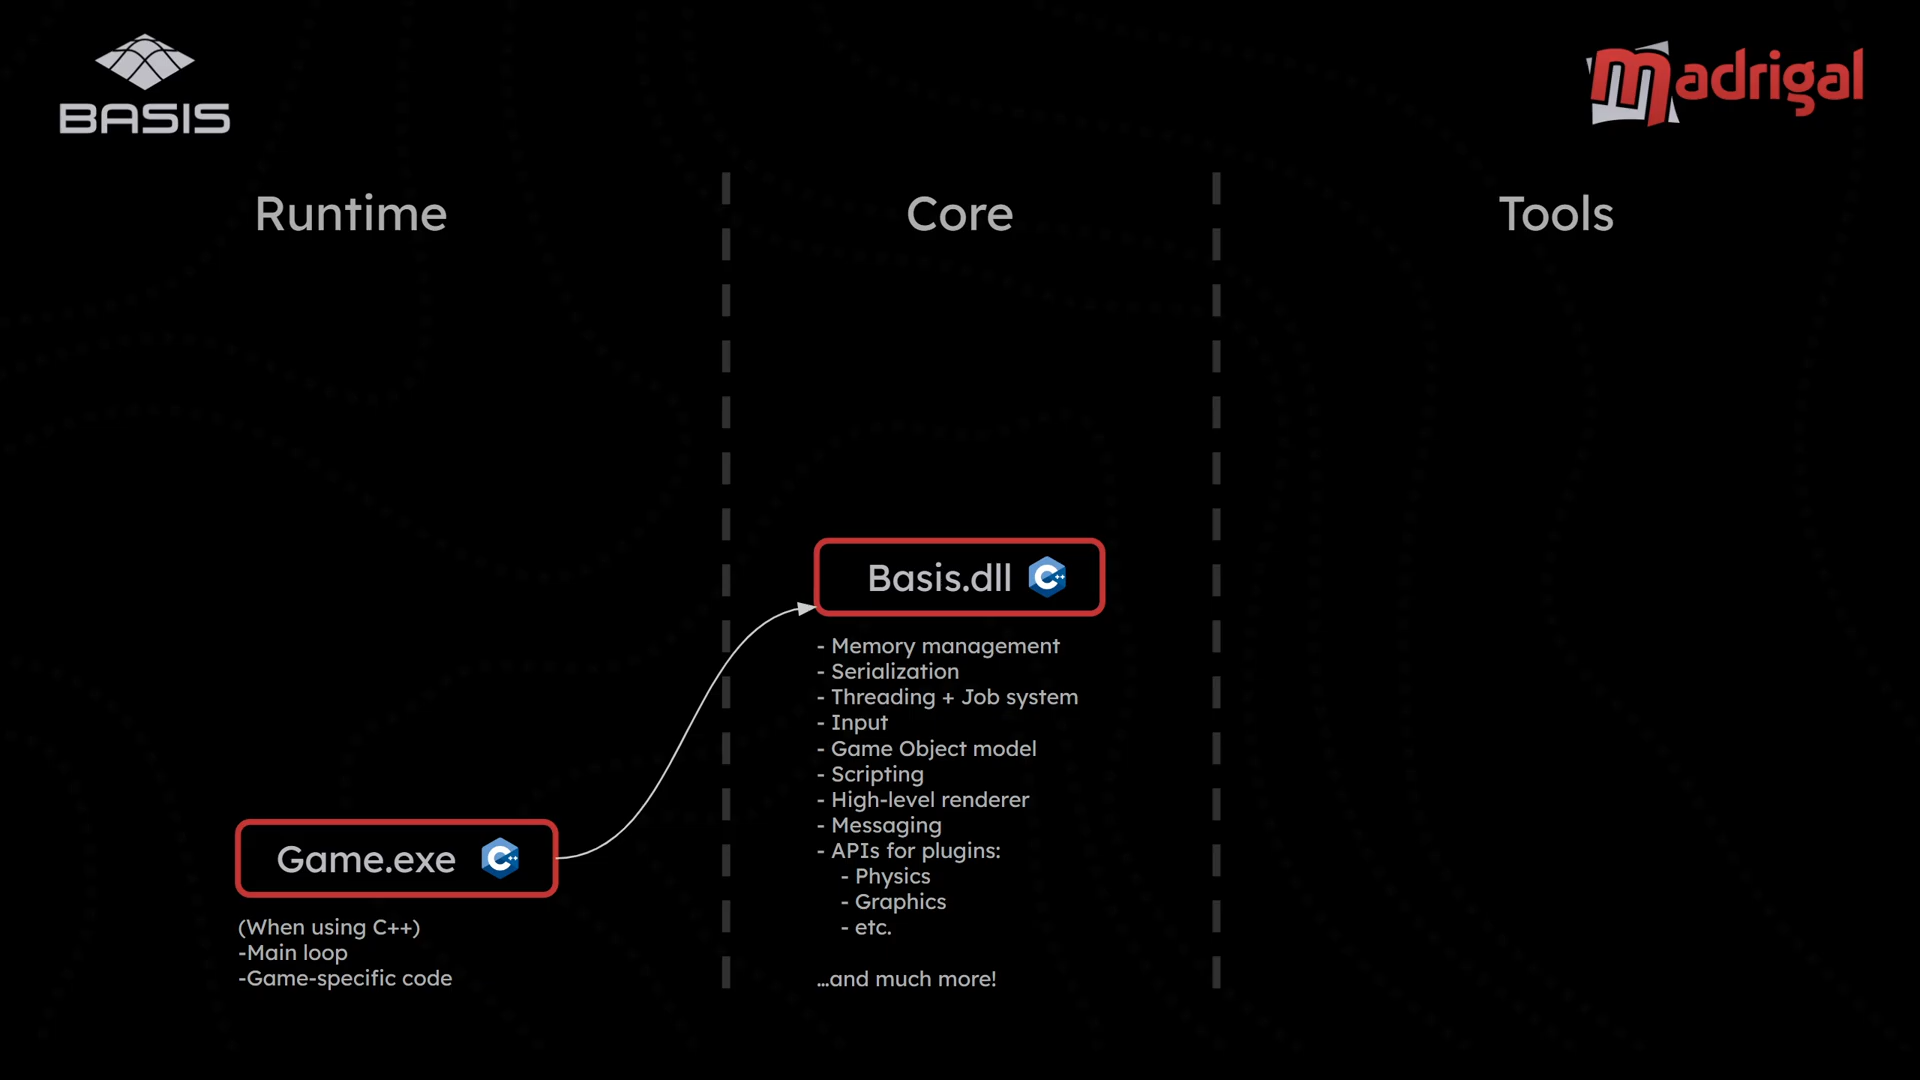 BASIS
Madrigal
Runtime
Core
Tools
Basis.dll
- Memory management
- Serialization
- Threading + Job system
- Input
- Game Object model
- Scripting
- High-level renderer
- Messaging
- APIs for plugins:
- Physics
- Graphics
- etc.
...and much more!
Game.exe
(When using C++)
-Main loop
-Game-specific code